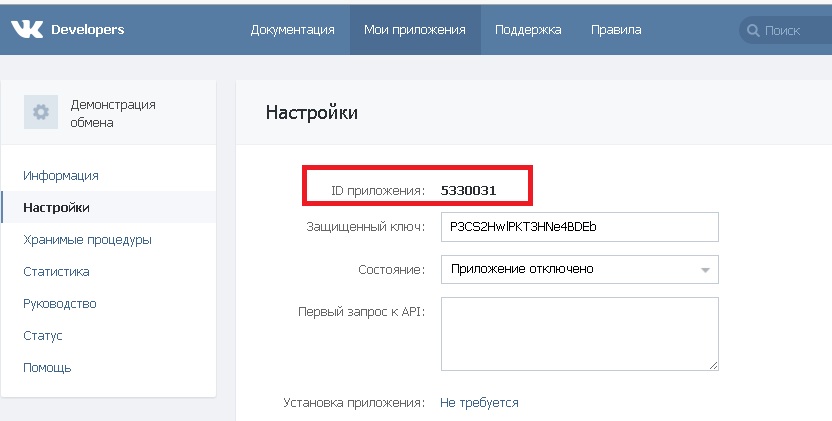 Developers
Документация
Мои приложения
Поддержка
Правила
Поиск
Демонстрация
обмена
Информация
Настройки
Хранимые процедуры
Статистика
Руководство
Статус
Помощь
Настройки
ID приложения: 5330031
Защищенный ключ: P3CS2HwlPKT3HNe4BDEb
Состояние: Приложение отключено
Первый запрос к API:
Установка приложения: Не требуется